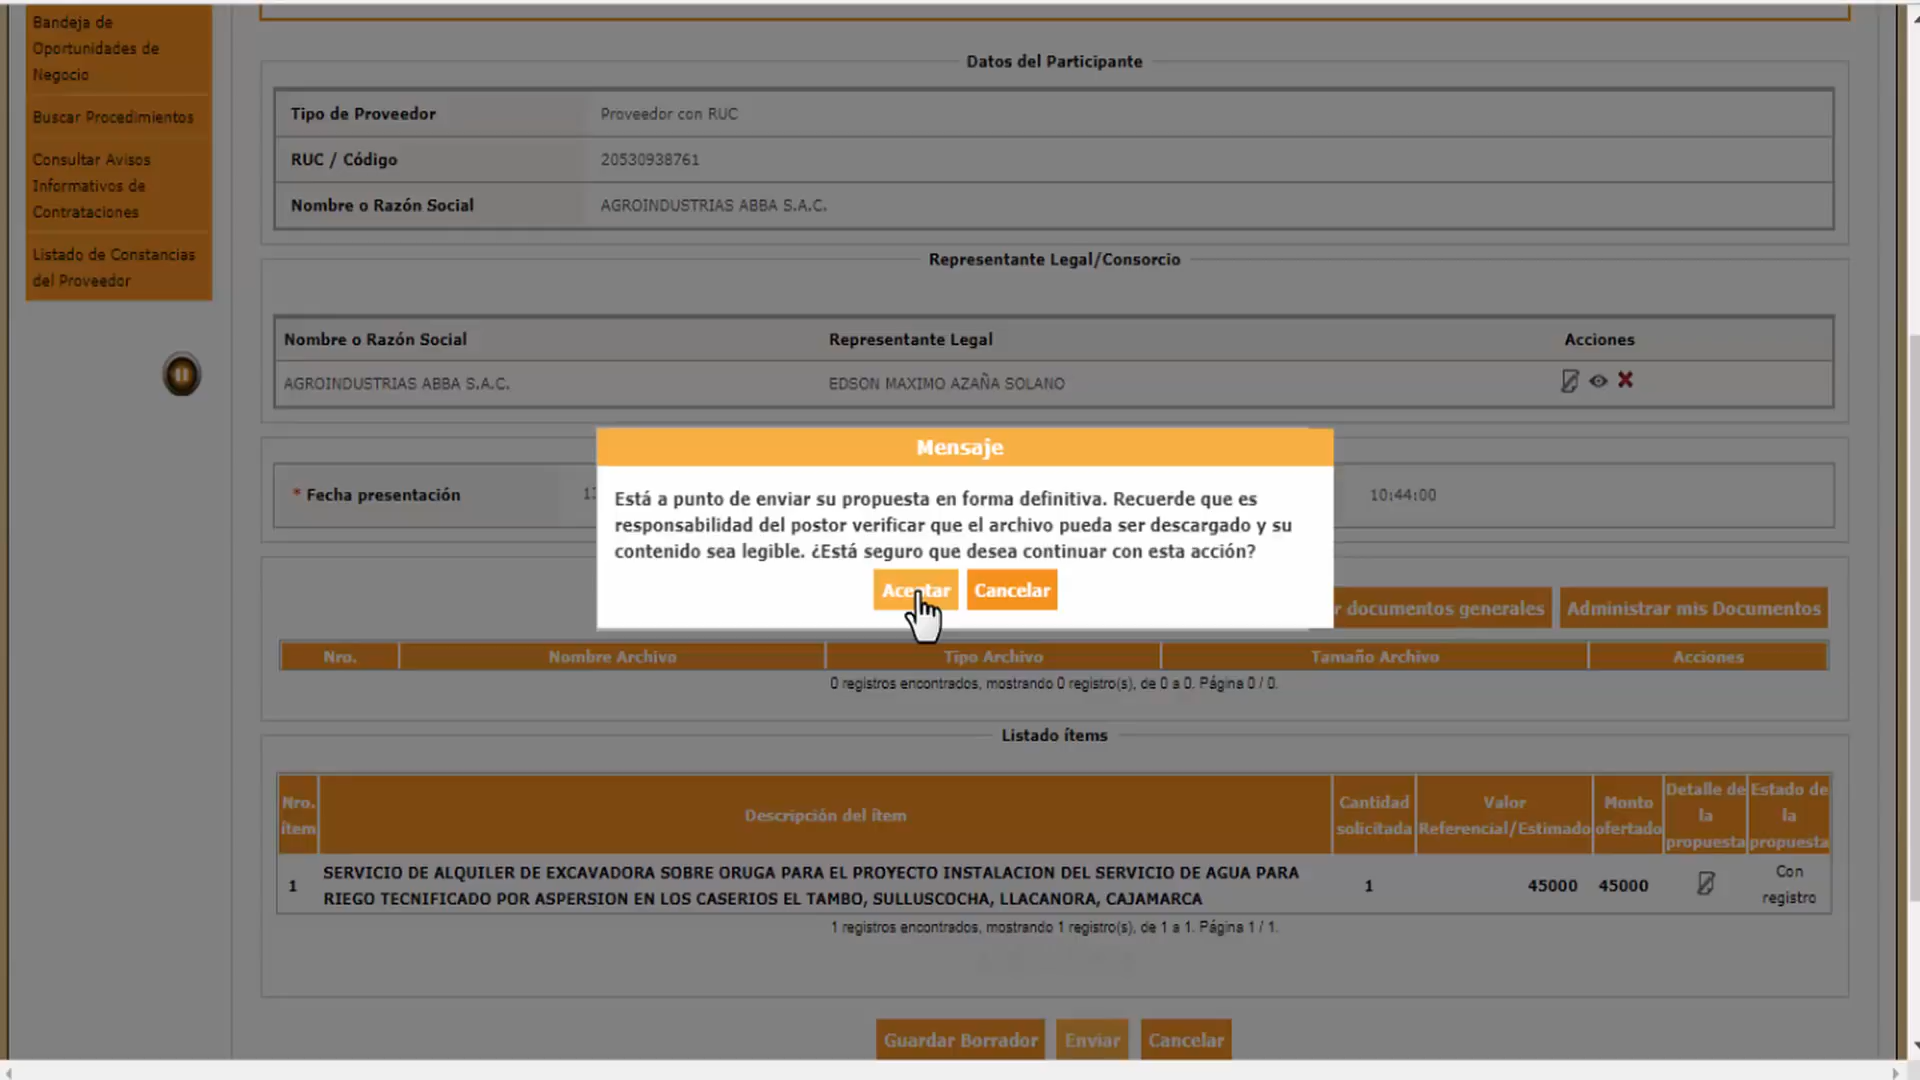 Bandeja de
Oportunidades de
Negocio
Buscar Procedimientos
Consultar Avisos
Informativos de
Contrataciones
Listado de Constancias
del Proveedor
Datos del Participante
Tipo de Proveedor Proveedor con RUC
RUC / Código 20530938761
Nombre o Razón Social AGROINDUSTRIAS ABBA S.A.C.
Representante Legal/Consorcio
Nombre o Razón Social Representante Legal Acciones
AGROINDUSTRIAS ABBA S.A.C. EDSON MAXIMO AZAÑA SOLANO
* Fecha presentación 10:44:00
Mensaje
Está a punto de enviar su propuesta en forma definitiva. Recuerde que es
responsabilidad del postor verificar que el archivo pueda ser descargado y su
contenido sea legible. ¿Está seguro que desea continuar con esta acción?
Aceptar Cancelar
r documentos generales Administrar mis Documentos
Nro. Nombre Archivo Tipo Archivo Tamaño Archivo Acciones
0 registros encontrados, mostrando 0 registro(s), de 0 a 0. Página 0 / 0.
Listado ítems
Nro. ítem Descripción del ítem Cantidad solicitada Valor Referencial/Estimado Monto ofertado Detalle de la propuesta Estado de la propuesta
1 SERVICIO DE ALQUILER DE EXCAVADORA SOBRE ORUGA PARA EL PROYECTO INSTALACION DEL SERVICIO DE AGUA PARA
RIEGO TECNIFICADO POR ASPERSION EN LOS CASERIOS EL TAMBO, SULLUSCOCHA, LLACANORA, CAJAMARCA
1 45000 45000 Con registro
1 registros encontrados, mostrando 1 registro(s), de 1 a 1. Página 1 / 1.
Guardar Borrador Enviar Cancelar